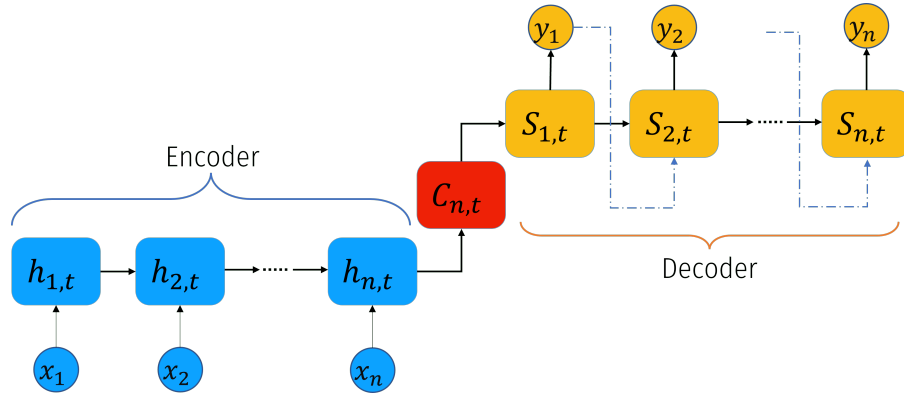 y₁ y₂ yₙ
S₁,ₜ S₂,ₜ ..... Sₙ,ₜ
Encoder
Cₙ,ₜ
h₁,ₜ h₂,ₜ ..... hₙ,ₜ
Decoder
x₁ x₂ xₙ